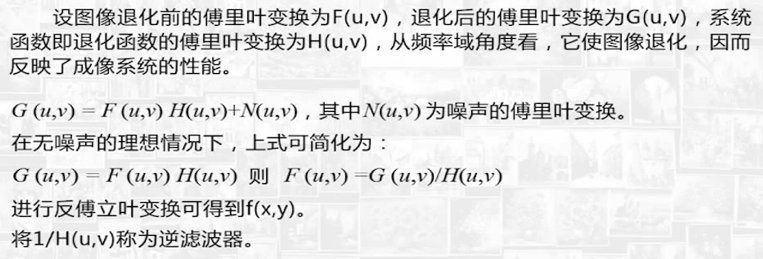 设图像退化前的傅里叶变换为F(u,v)，退化后的傅里叶变换为G(u,v)，系统
函数即退化函数的傅里叶变换为H(u,v)，从频率域角度看，它使图像退化，因而
反映了成像系统的性能。
G (u,v) = F (u,v) H(u,v)+N(u,v)，其中N(u,v)为噪声的傅里叶变换。
在无噪声的理想情况下，上式可简化为：
G (u,v) = F (u,v) H(u,v) 则 F (u,v) =G (u,v)/H(u,v)
进行反傅立叶变换可得到f(x,y)。
将1/H(u,v)称为逆滤波器。